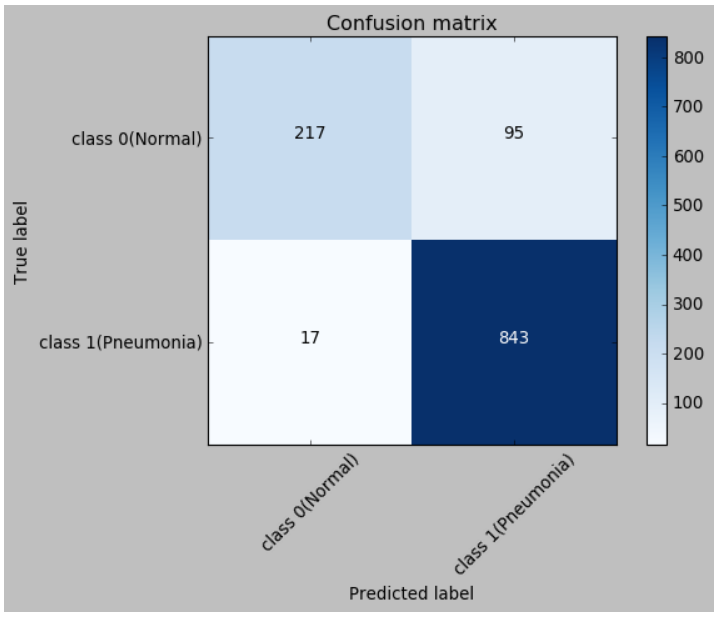 Confusion matrix
True label
class 0(Normal)
217
95
class 1(Pneumonia)
17
843
class 0(Normal)
class 1(Pneumonia)
Predicted label
800
700
600
500
400
300
200
100